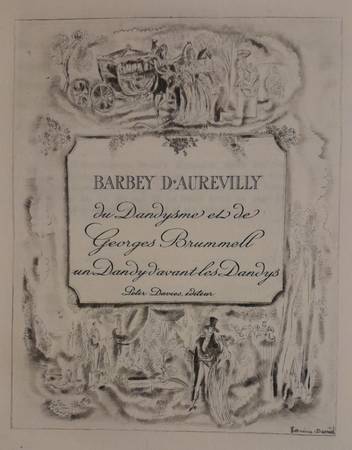 BARBEY D'AUREVILLY
du Dandysme et de
Georges Brummell
un Dandy d'avant les Dandys
Peter Davies, éditeur